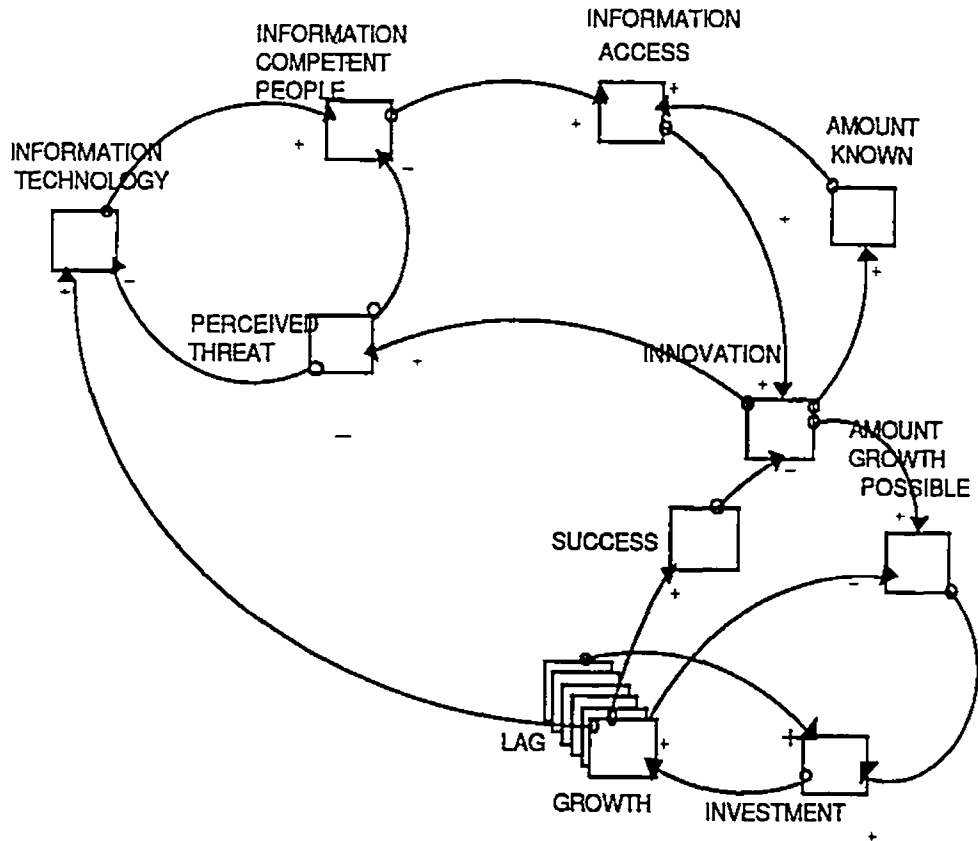 INFORMATION
COMPETENT
PEOPLE
INFORMATION
ACCESS
AMOUNT
KNOWN
INFORMATION
TECHNOLOGY
PERCEIVED
THREAT
INNOVATION
AMOUNT
GROWTH
POSSIBLE
SUCCESS
LAG
GROWTH
INVESTMENT